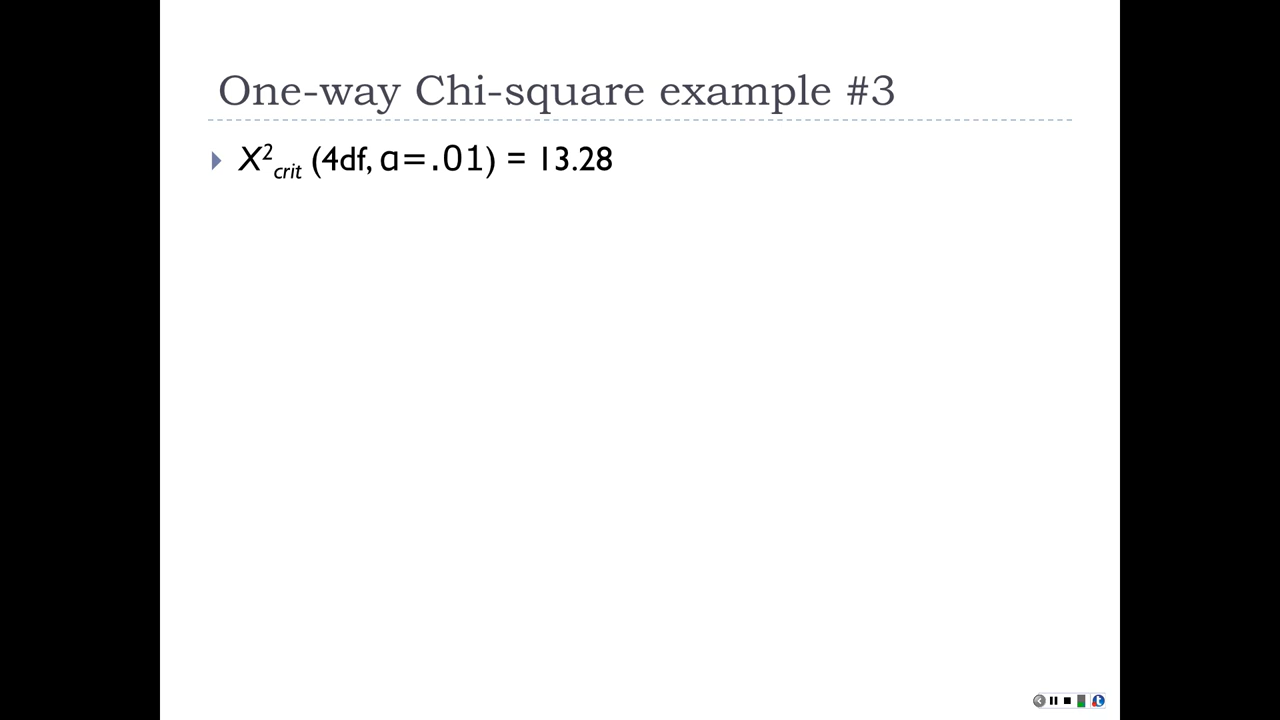 One-way Chi-square example #3
X²crit (4df, α=.01) = 13.28